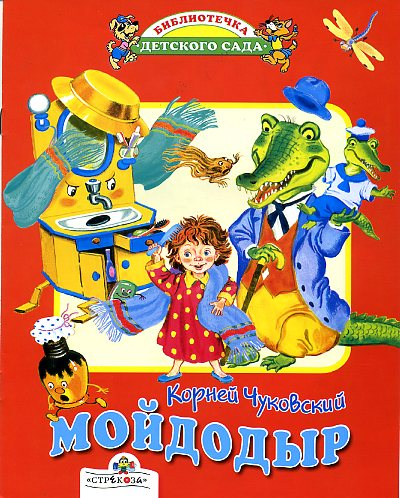 БИБЛИОТЕЧКА
ДЕТСКОГО САДА
Корней Чуковский
МОЙДОДЫР
«СТРЕКОЗА»